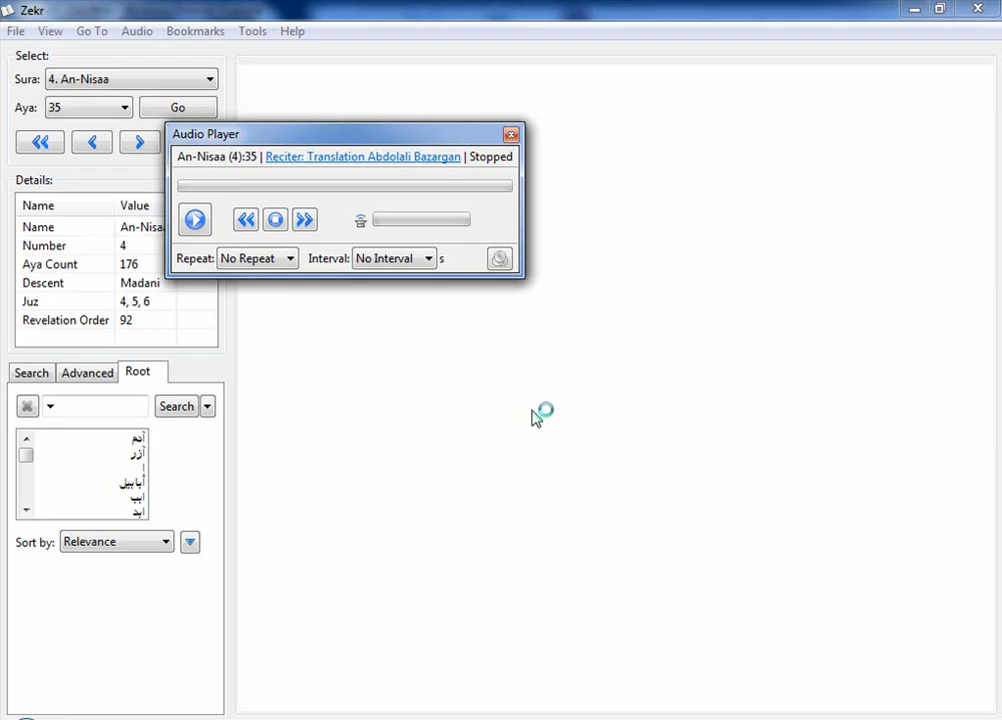 Zekr
File View Go To Audio Bookmarks Tools Help
Select:
Sura: 4. An-Nisaa
Aya: 35 Go
Audio Player
An-Nisaa (4):35 | Reciter: Translation Abdolali Bazargan | Stopped
Repeat: No Repeat Interval: No Interval s
Details:
Name Value
Name An-Nisa
Number 4
Aya Count 176
Descent Madani
Juz 4, 5, 6
Revelation Order 92
Search Advanced Root
Search
آدم
آزر
ا
أبابيل
ابب
ابد
Sort by: Relevance